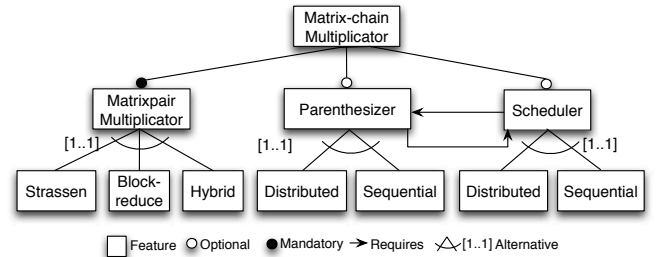 Matrix-chain
Multiplicator
Matrixpair
Multiplicator
Parenthesizer
Scheduler
[1..1]
[1..1]
[1..1]
Strassen
Block-
reduce
Hybrid
Distributed
Sequential
Distributed
Sequential
Feature
Optional
Mandatory
Requires
[1..1] Alternative